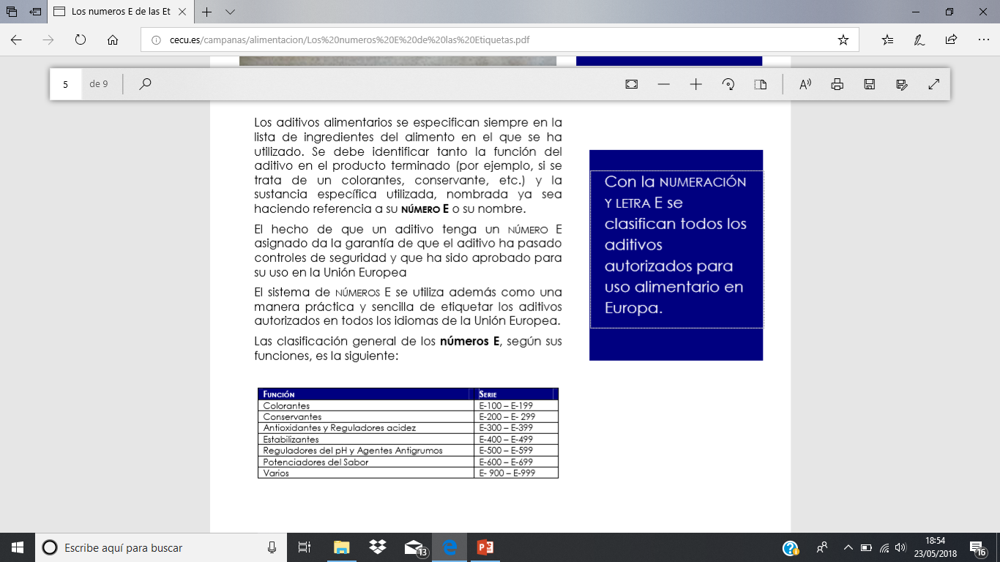 Los numeros E de las Et
cecu.es/campanas/alimentacion/Los%20numeros%20E%20de%20las%20Etiquetas.pdf
5 de 9
Los aditivos alimentarios se especifican siempre en la
lista de ingredientes del alimento en el que se ha
utilizado. Se debe identificar tanto la función del
aditivo en el producto terminado (por ejemplo, si se
trata de un colorantes, conservante, etc.) y la
sustancia específica utilizada, nombrada ya sea
haciendo referencia a su NÚMERO E o su nombre.
El hecho de que un aditivo tenga un NÚMERO E
asignado da la garantía de que el aditivo ha pasado
controles de seguridad y que ha sido aprobado para
su uso en la Unión Europea
El sistema de NÚMEROS E se utiliza además como una
manera práctica y sencilla de etiquetar los aditivos
autorizados en todos los idiomas de la Unión Europea.
Las clasificación general de los números E, según sus
funciones, es la siguiente:
Con la NUMERACIÓN
Y LETRA E se
clasifican todos los
aditivos
autorizados para
uso alimentario en
Europa.
FUNCIÓN SERIE
Colorantes E-100 – E-199
Conservantes E-200 – E- 299
Antioxidantes y Reguladores acidez E-300 – E-399
Estabilizantes E-400 – E-499
Reguladores del pH y Agentes Antigrumos E-500 – E-599
Potenciadores del Sabor E-600 – E-699
Varios E- 900 – E-999
Escribe aquí para buscar
13
18:54
23/05/2018
16